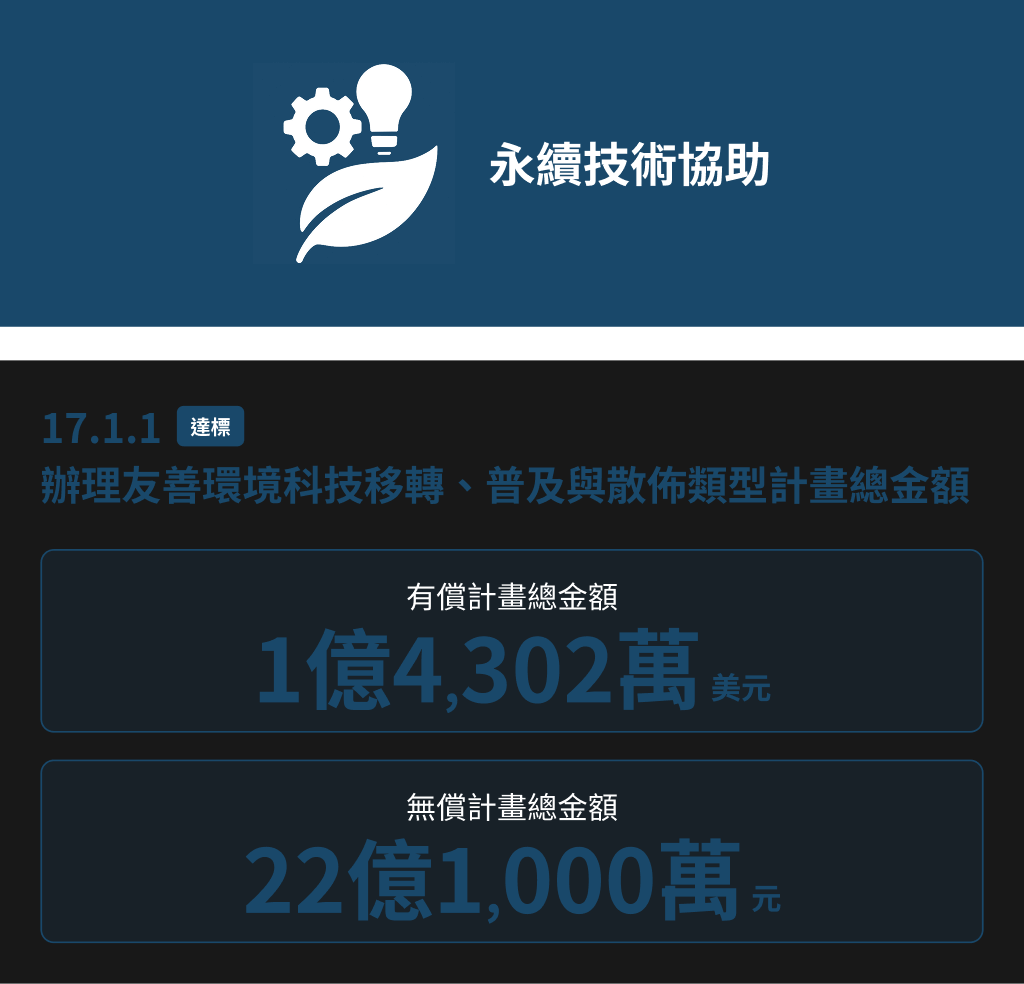 永續技術協助
17.1.1 達標
辦理友善環境科技移轉、普及與散佈類型計畫總金額
有償計畫總金額
1億4,302萬 美元
無償計畫總金額
22億1,000萬 元